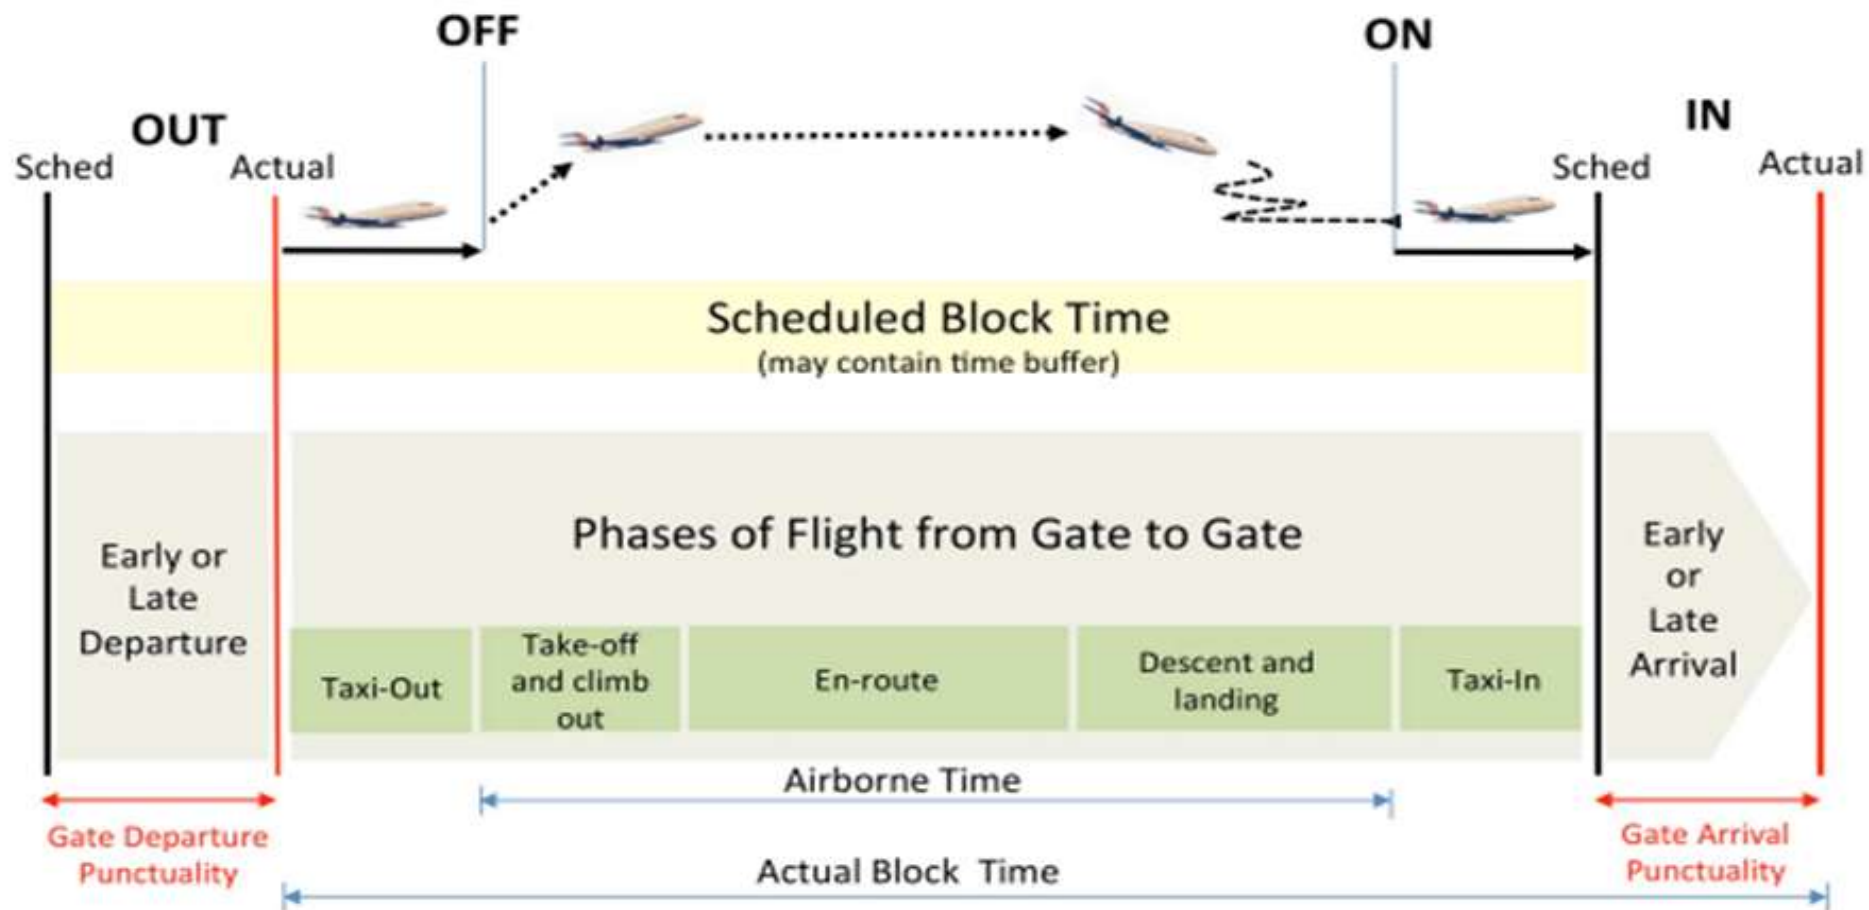 OFF
ON
OUT
IN
Sched
Actual
Sched
Actual
Scheduled Block Time
(may contain time buffer)
Phases of Flight from Gate to Gate
Early or
Late
Departure
Early
or
Late
Arrival
Taxi-Out
Take-off
and climb
out
En-route
Descent and
landing
Taxi-In
Airborne Time
Gate Departure
Punctuality
Gate Arrival
Punctuality
Actual Block Time